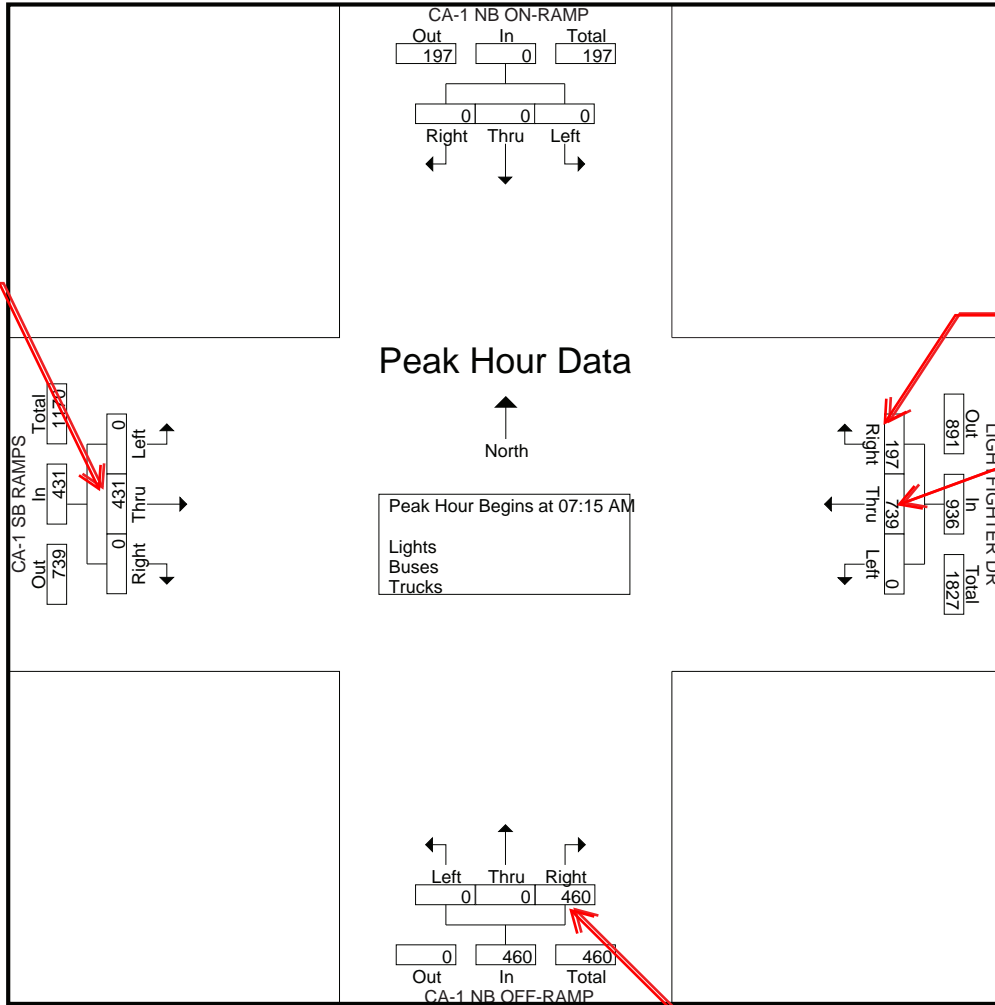 CA-1 NB ON-RAMP
Out In Total
197 0 197
0 0 0
Right Thru Left
Peak Hour Data
North
Peak Hour Begins at 07:15 AM
Lights
Buses
Trucks
CA-1 SB RAMPS
Out In Total
739 431 1170
0 431 0
Right Thru Left
LIGHTFIGHTER DR
Out In Total
891 936 1827
197 739 0
Right Thru Left
Left Thru Right
0 0 460
0 460 460
Out In Total
CA-1 NB OFF-RAMP